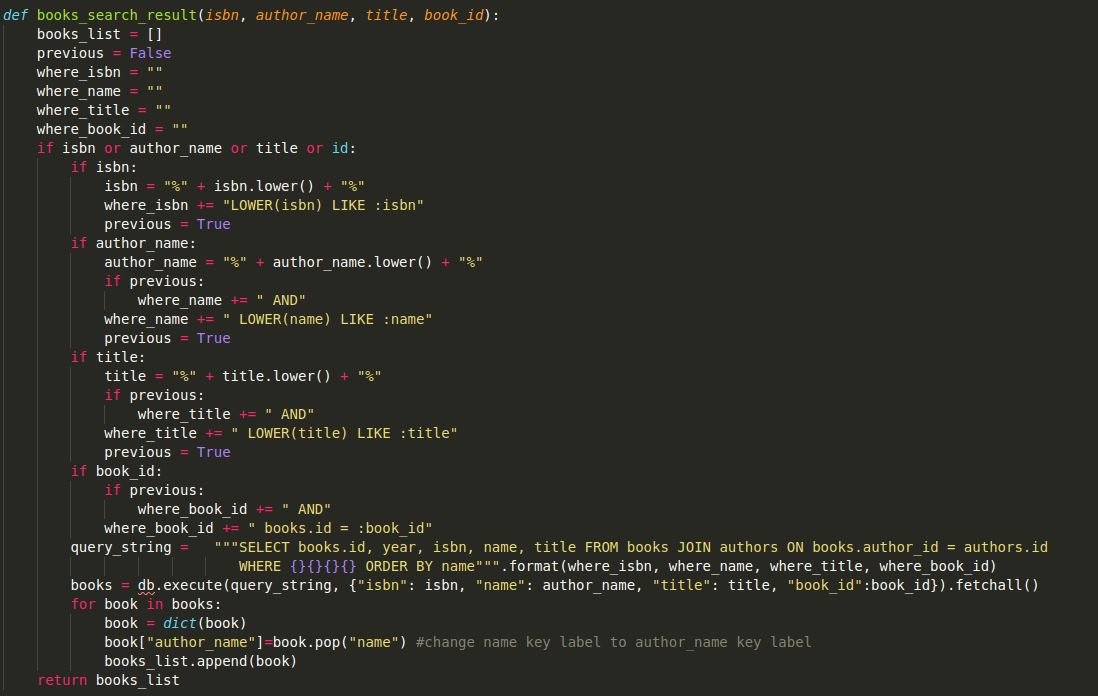 def books_search_result(isbn, author_name, title, book_id):
    books_list = []
    previous = False
    where_isbn = ""
    where_name = ""
    where_title = ""
    where_book_id = ""
    if isbn or author_name or title or id:
        if isbn:
            isbn = "%" + isbn.lower() + "%"
            where_isbn += "LOWER(isbn) LIKE :isbn"
            previous = True
        if author_name:
            author_name = "%" + author_name.lower() + "%"
            if previous:
                where_name += " AND"
            where_name += " LOWER(name) LIKE :name"
            previous = True
        if title:
            title = "%" + title.lower() + "%"
            if previous:
                where_title += " AND"
            where_title += " LOWER(title) LIKE :title"
            previous = True
        if book_id:
            if previous:
                where_book_id += " AND"
            where_book_id += " books.id = :book_id"
        query_string =   """SELECT books.id, year, isbn, name, title FROM books JOIN authors ON books.author_id = authors.id
                            WHERE {}{}{}{} ORDER BY name""".format(where_isbn, where_name, where_title, where_book_id)
        books = db.execute(query_string, {"isbn": isbn, "name": author_name, "title": title, "book_id":book_id}).fetchall()
        for book in books:
            book = dict(book)
            book["author_name"]=book.pop("name") #change name key label to author_name key label
            books_list.append(book)
    return books_list